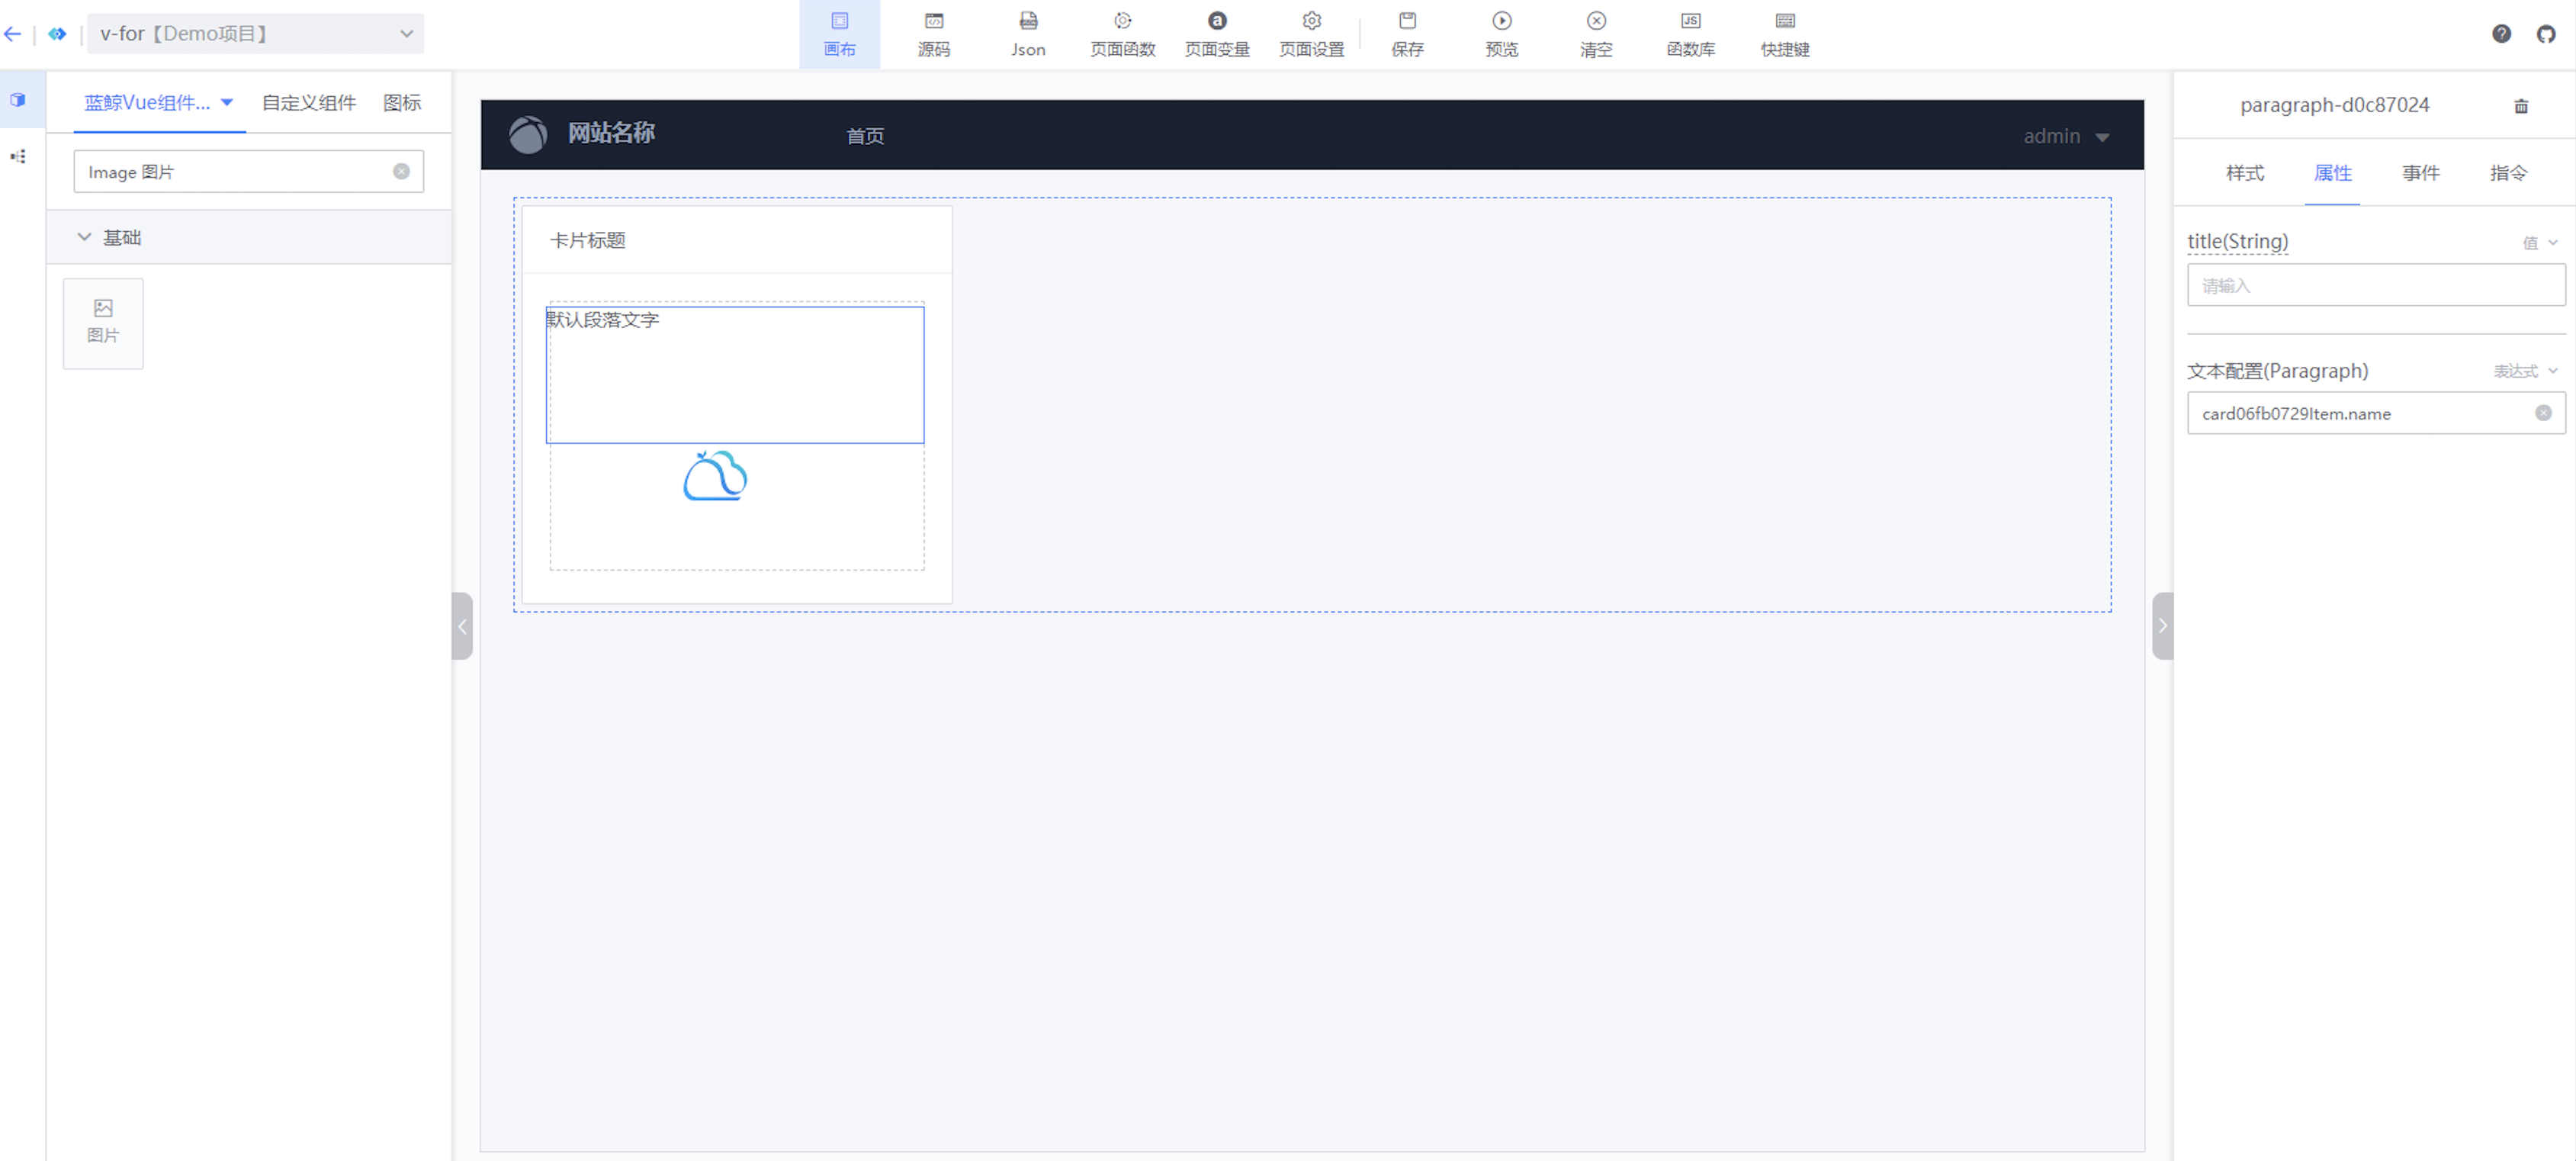 v-for【Demo项目】
画布
源码
Json
页面函数
页面变量
页面设置
保存
预览
清空
函数库
快捷键
蓝鲸Vue组件...
自定义组件
图标
Image 图片
基础
图片
网站名称
首页
admin
卡片标题
默认段落文字
paragraph-d0c87024
样式
属性
事件
指令
title(String)
值
请输入
文本配置(Paragraph)
表达式
card06fb0729Item.name